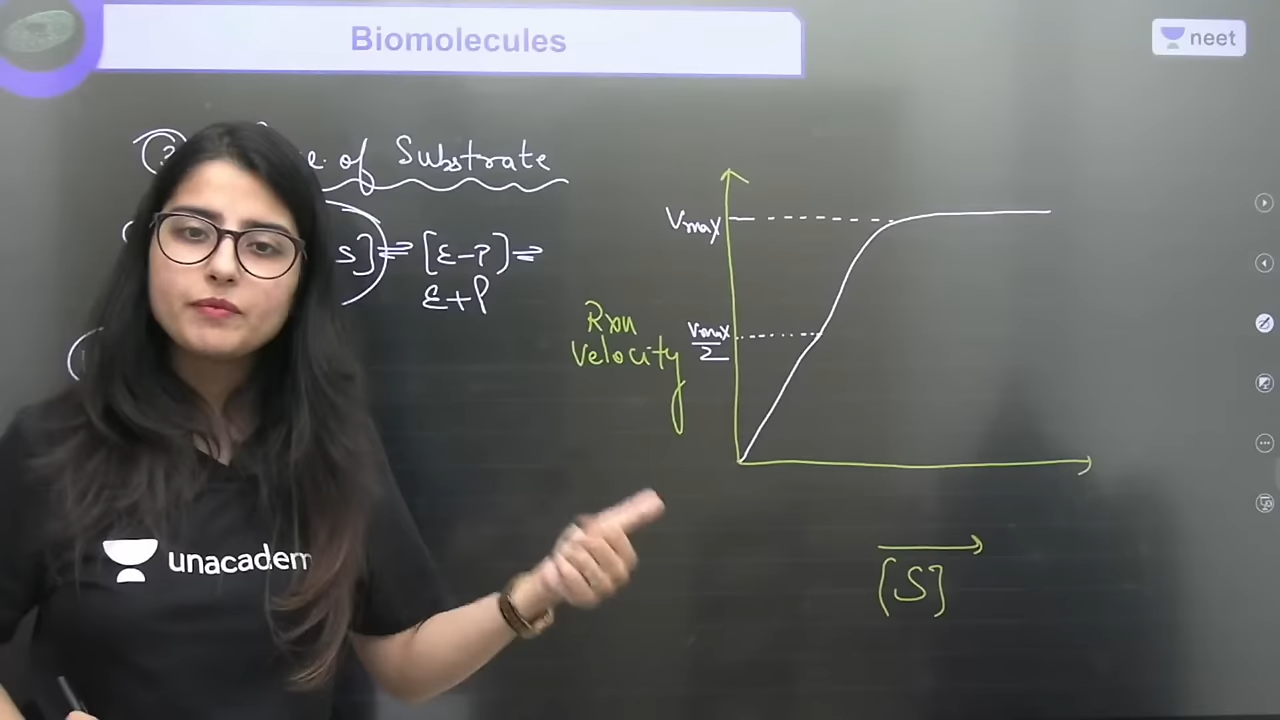 Biomolecules
neet
of Substrate
S] ⇌ [E-P] ⇌
E+P
Vmax
Rxn
Velocity
Vmax
2
[S]
unacadem